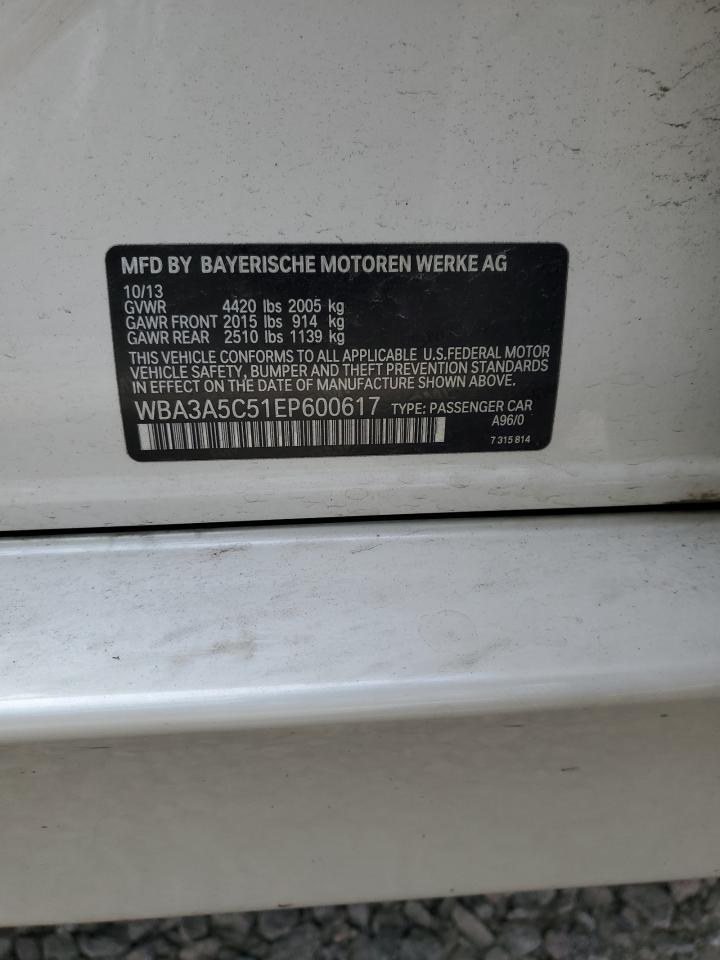 MFD BY BAYERISCHE MOTOREN WERKE AG
10/13
GVWR 4420 lbs 2005 kg
GAWR FRONT 2015 lbs 914 kg
GAWR REAR 2510 lbs 1139 kg
THIS VEHICLE CONFORMS TO ALL APPLICABLE U.S.FEDERAL MOTOR
VEHICLE SAFETY, BUMPER AND THEFT PREVENTION STANDARDS
IN EFFECT ON THE DATE OF MANUFACTURE SHOWN ABOVE.
WBA3A5C51EP600617 TYPE: PASSENGER CAR
A96/0
7 315 814